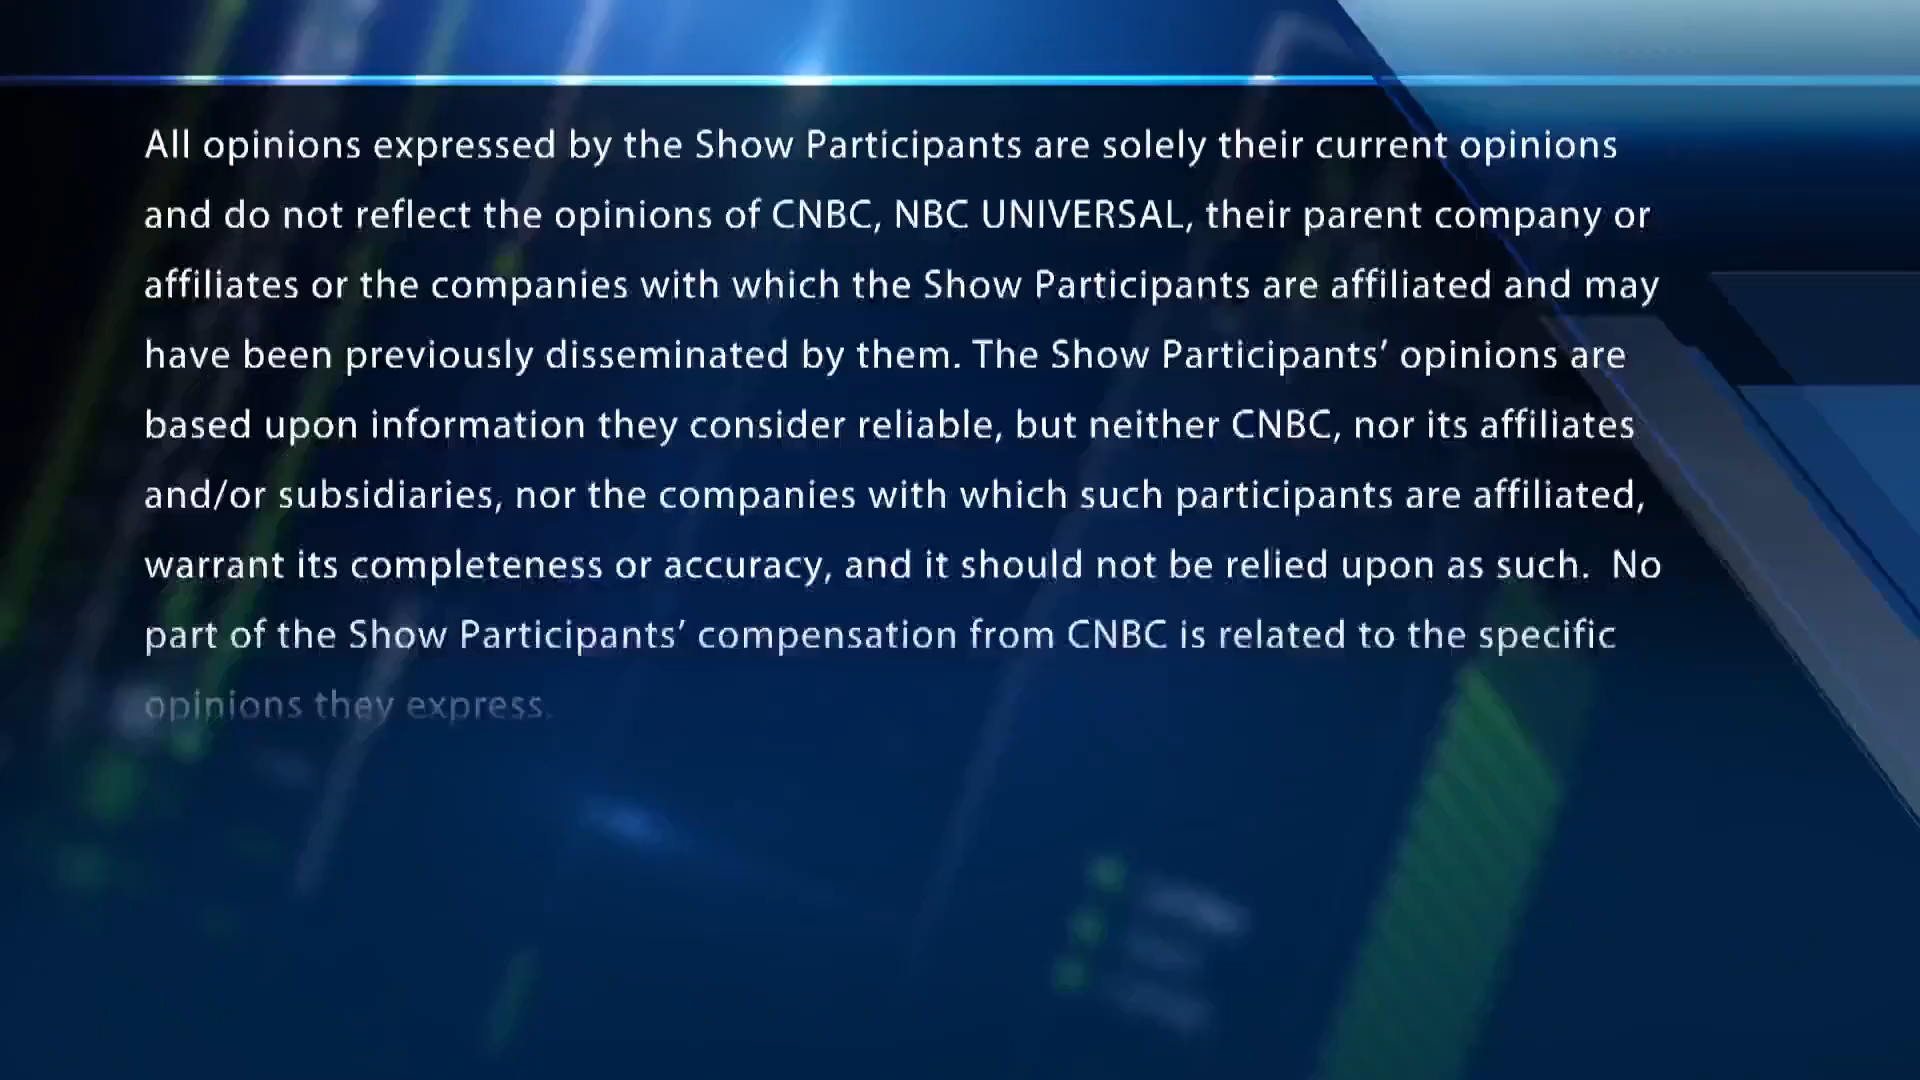 All opinions expressed by the Show Participants are solely their current opinions
and do not reflect the opinions of CNBC, NBC UNIVERSAL, their parent company or
affiliates or the companies with which the Show Participants are affiliated and may
have been previously disseminated by them. The Show Participants’ opinions are
based upon information they consider reliable, but neither CNBC, nor its affiliates
and/or subsidiaries, nor the companies with which such participants are affiliated,
warrant its completeness or accuracy, and it should not be relied upon as such.  No
part of the Show Participants’ compensation from CNBC is related to the specific
opinions they express.